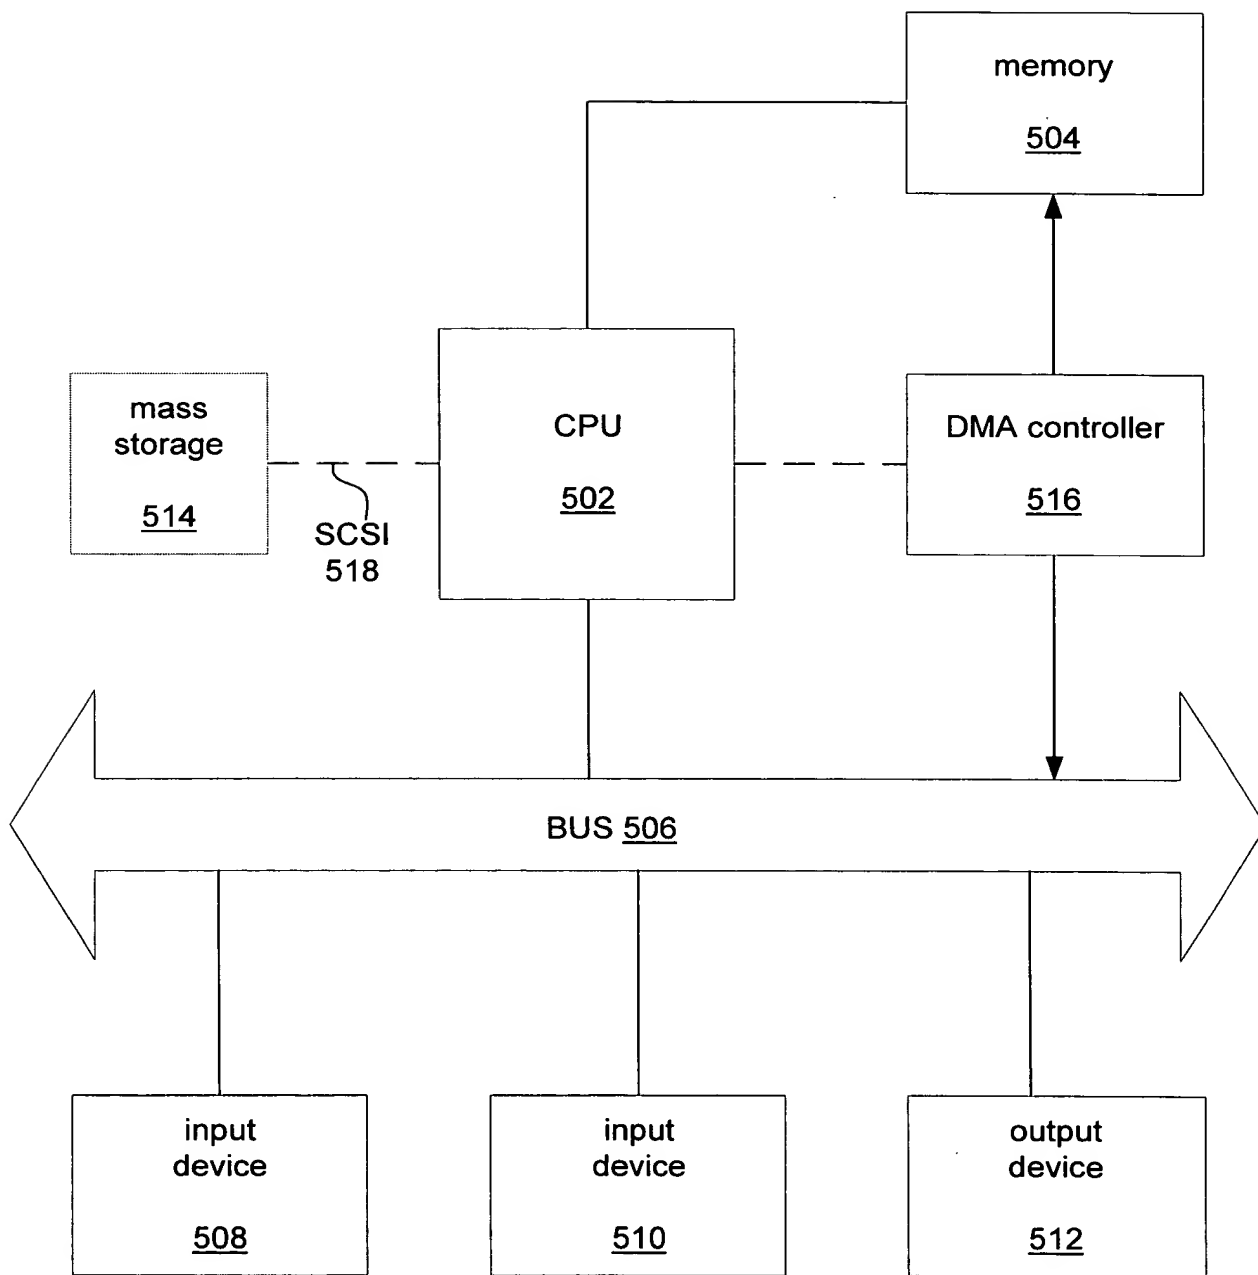 memory
504
mass
storage
514
SCSI
518
CPU
502
DMA controller
516
BUS 506
input
device
508
input
device
510
output
device
512